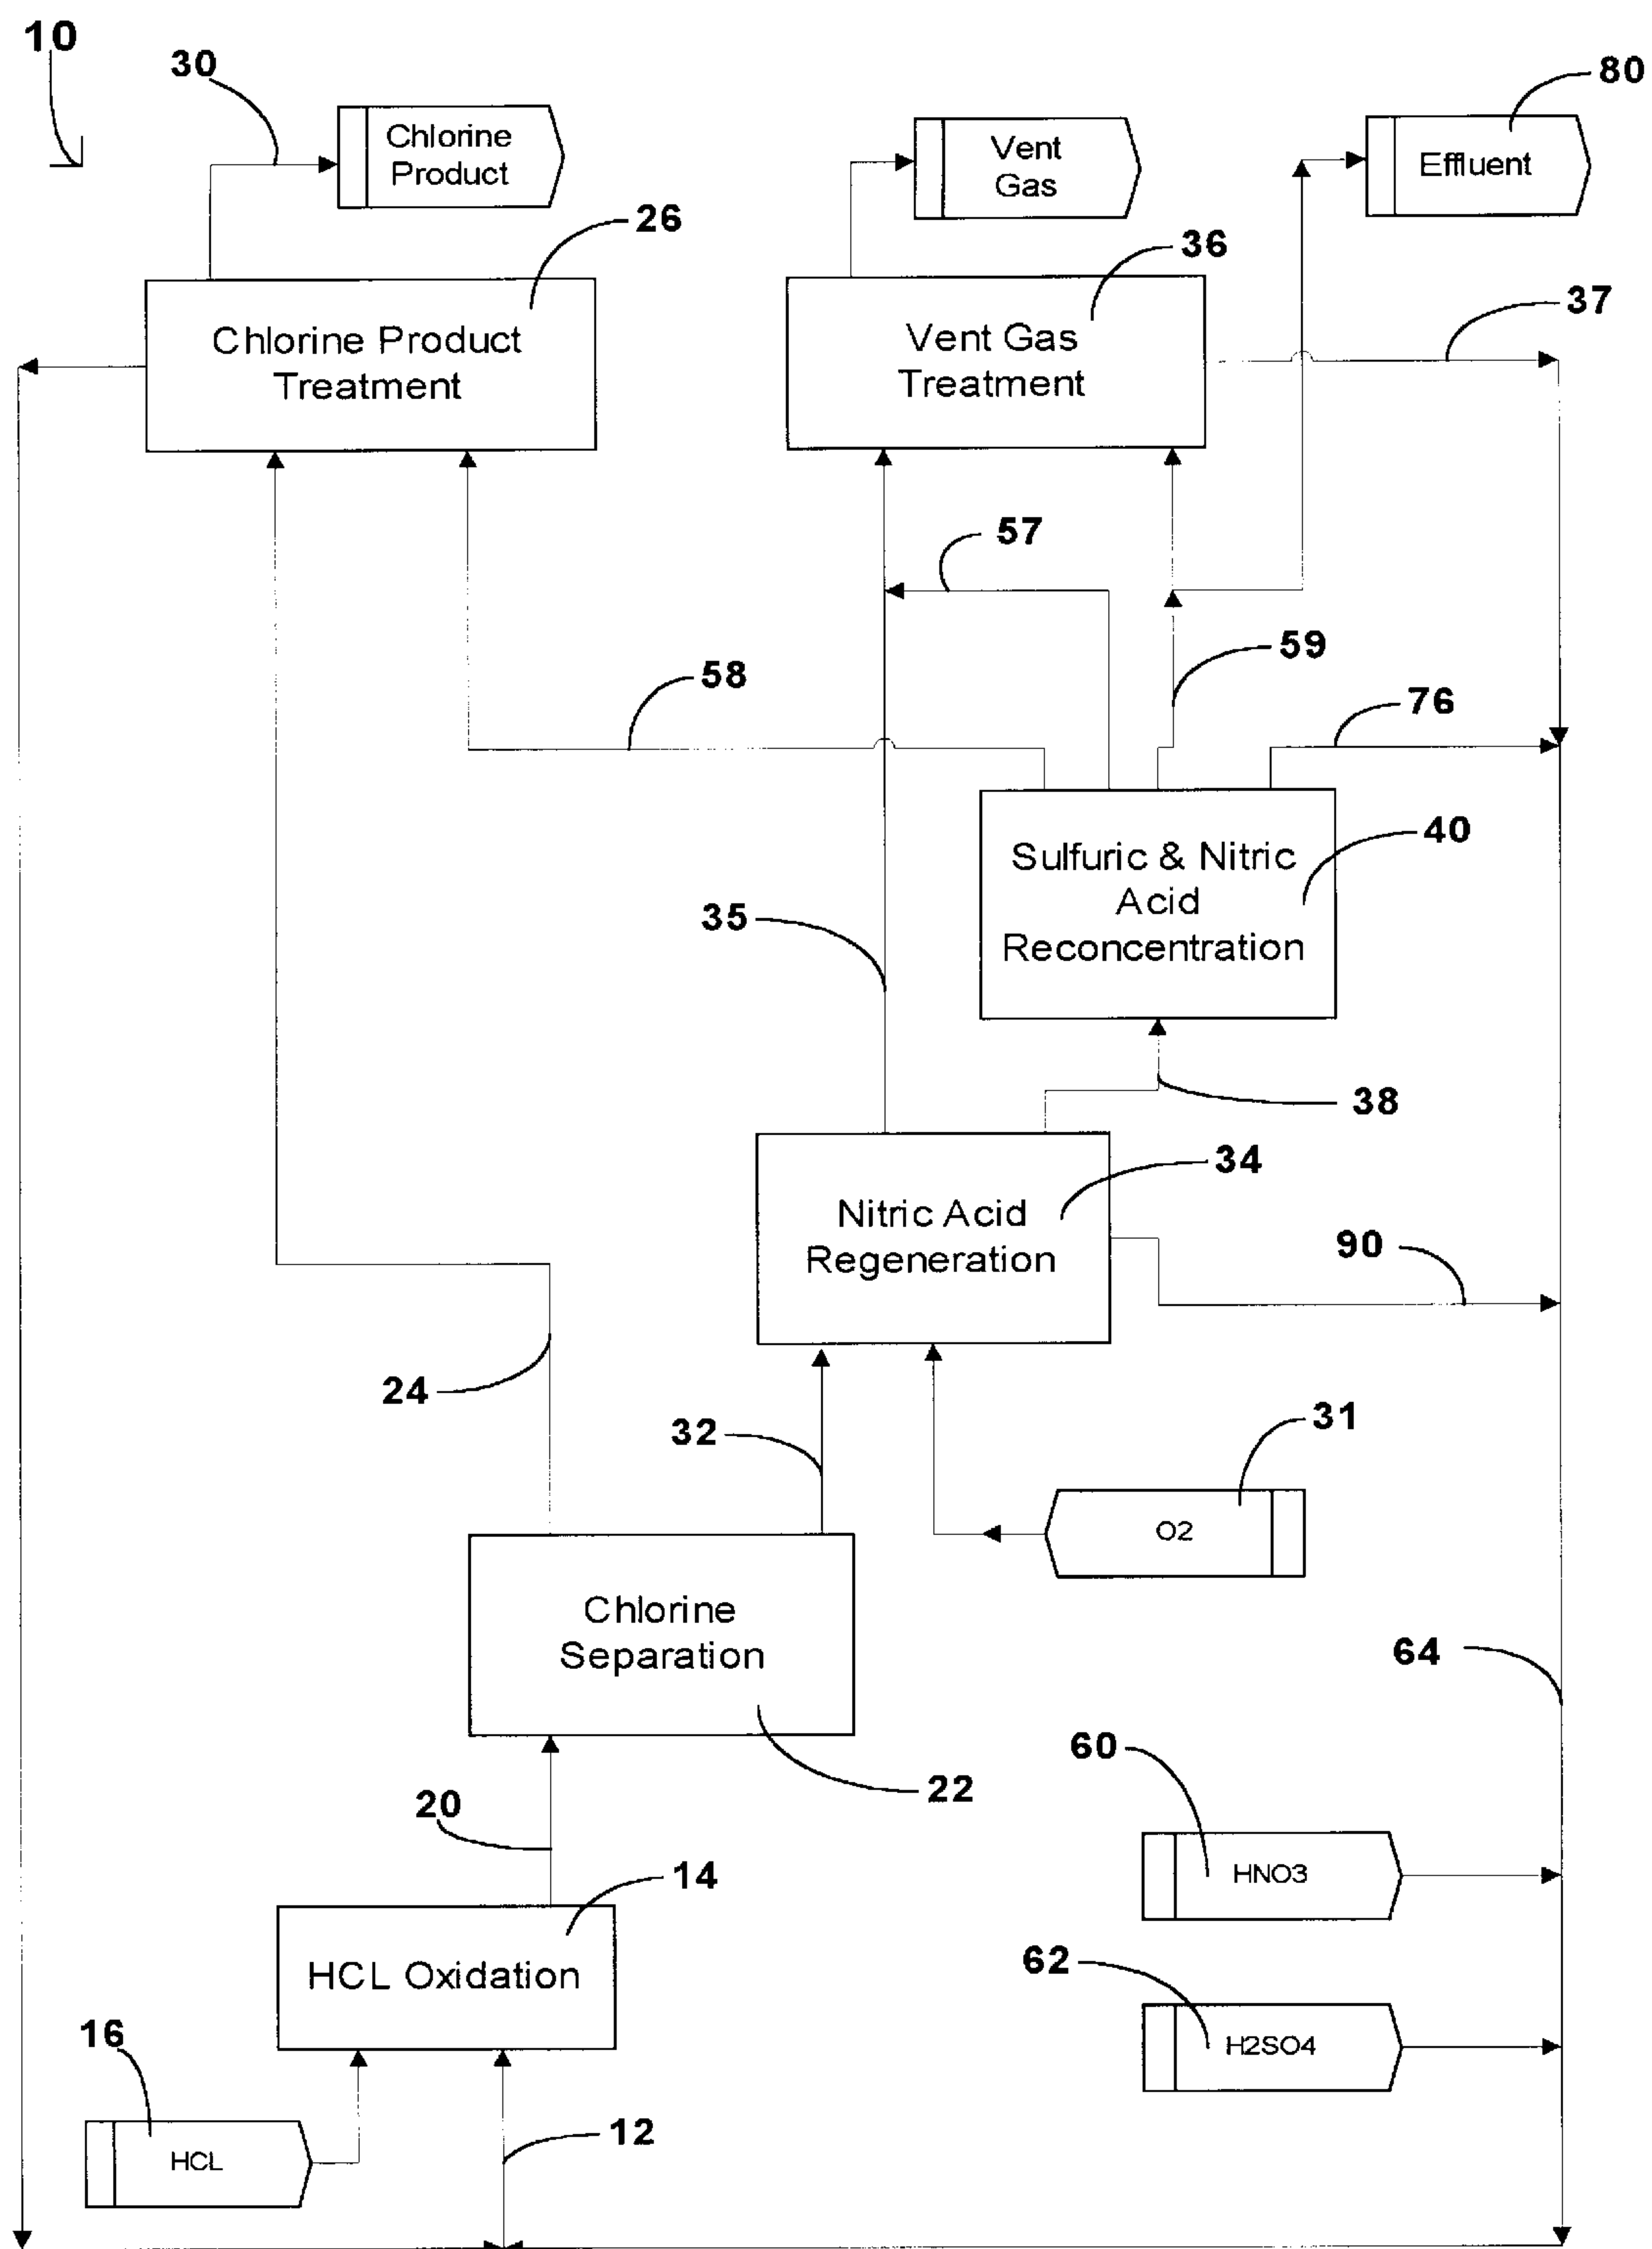 10
30
Chlorine
Product
Vent
Gas
80
Effluent
26
36
37
Chlorine Product
Treatment
Vent Gas
Treatment
57
59
58
76
40
Sulfuric & Nitric
Acid
Reconcentration
35
38
34
Nitric Acid
Regeneration
90
24
32
31
O2
Chlorine
Separation
64
60
22
20
HNO3
14
62
HCL Oxidation
H2SO4
16
12
HCL